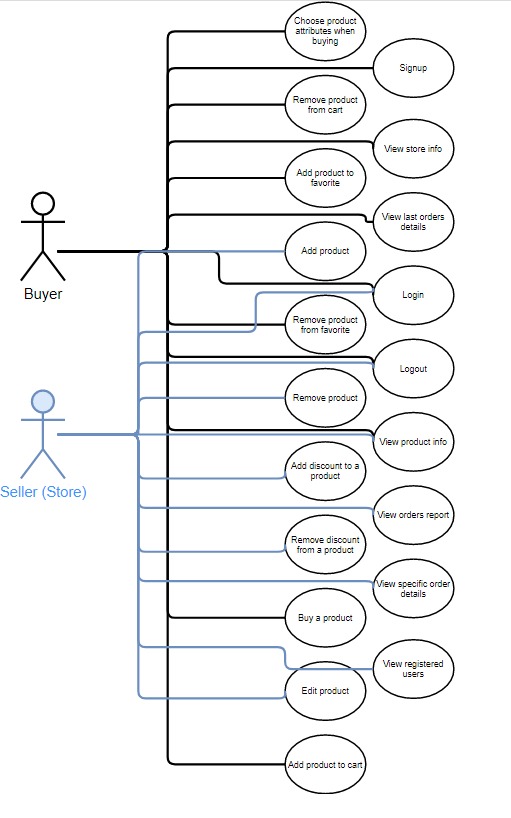 Choose product
attributes when
buying
Signup
Remove product
from cart
View store info
Add product to
favorite
View last orders
details
Add product
Buyer
Login
Remove product
from favorite
Logout
Remove product
View product info
Add discount to a
product
Seller (Store)
View orders report
Remove discount
from a product
View specific order
details
Buy a product
View registered
users
Edit product
Add product to cart